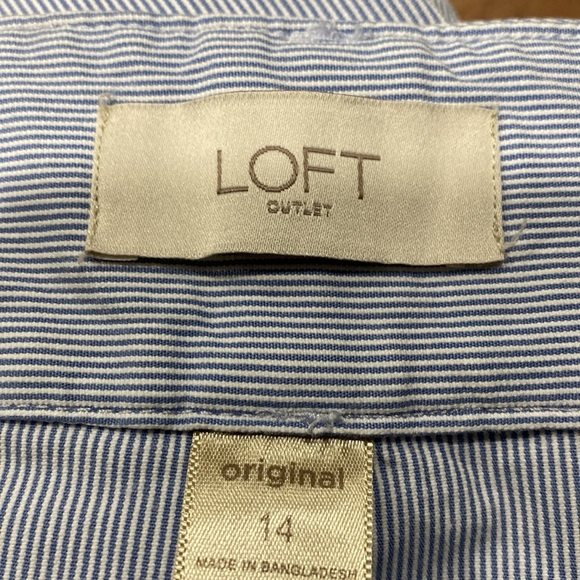 LOFT
OUTLET
original
14
MADE IN BANGLADESH